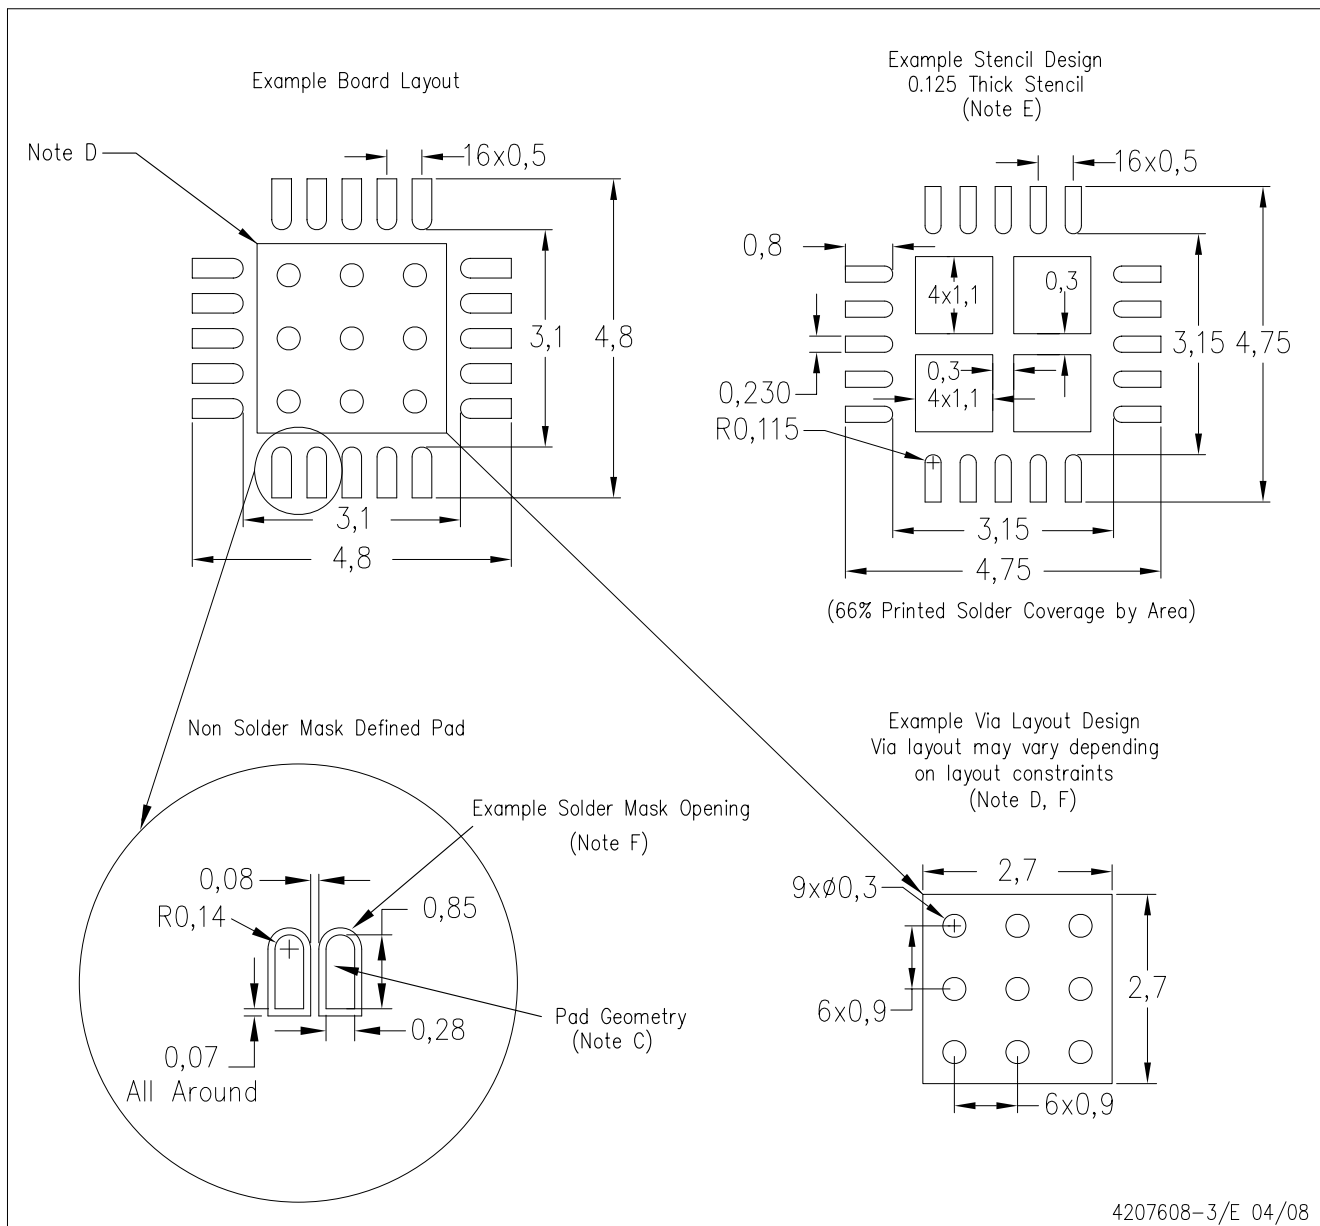 Example Board Layout
Note D
16x0,5
3,1
4,8
3,1
4,8
Example Stencil Design
0.125 Thick Stencil
(Note E)
16x0,5
0,8
4x1,1
0,3
3,15
4,75
0,3
4x1,1
0,230
R0,115
3,15
4,75
(66% Printed Solder Coverage by Area)
Non Solder Mask Defined Pad
Example Solder Mask Opening
(Note F)
0,08
R0,14
0,85
0,28
Pad Geometry
(Note C)
0,07
All Around
Example Via Layout Design
Via layout may vary depending
on layout constraints
(Note D, F)
9xø0,3
2,7
6x0,9
2,7
6x0,9
4207608-3/E 04/08